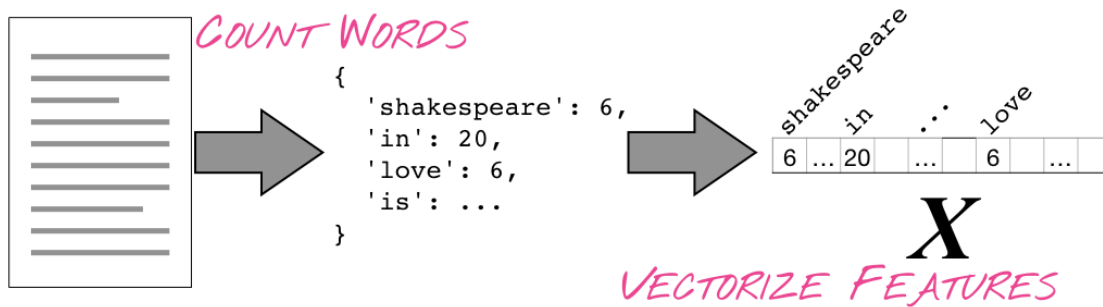 COUNT WORDS
{
'shakespeare': 6,
'in': 20,
'love': 6,
'is': ...
}
shakespeare in ... love
6 ... 20 ... 6 ...
X
VECTORIZE FEATURES